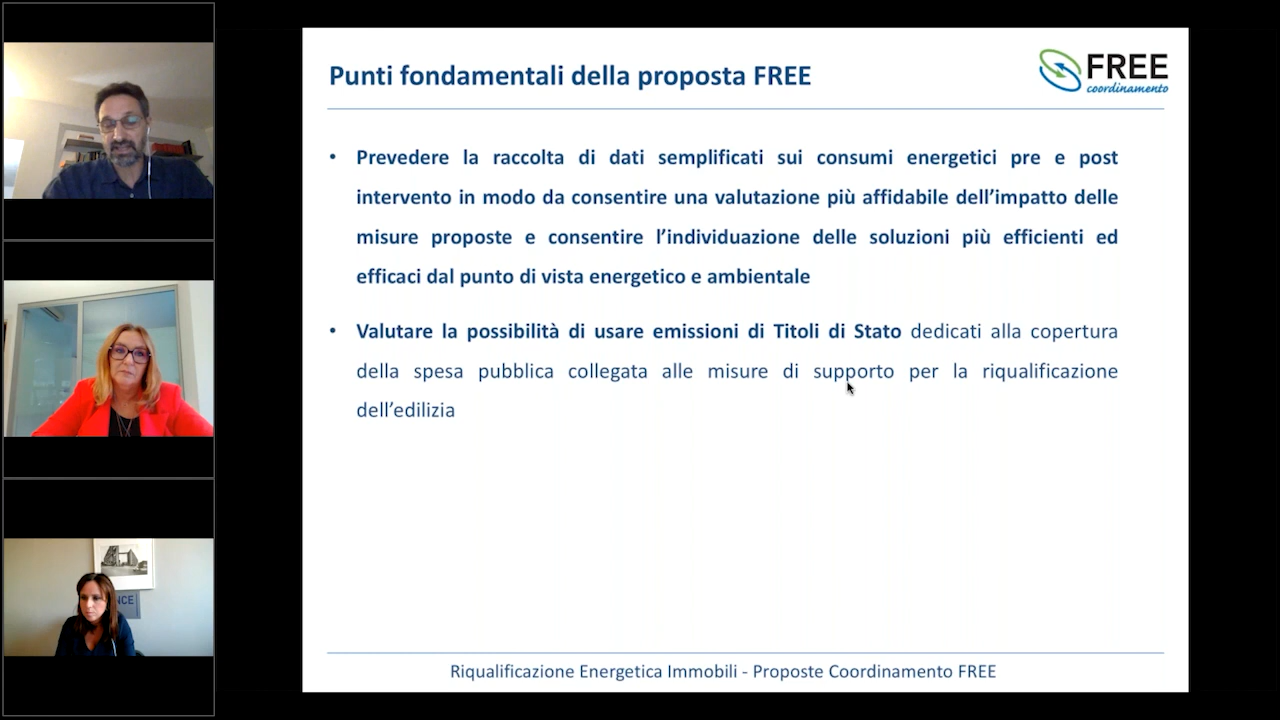 Punti fondamentali della proposta FREE
FREE
coordinamento
• Prevedere la raccolta di dati semplificati sui consumi energetici pre e post
intervento in modo da consentire una valutazione più affidabile dell'impatto delle
misure proposte e consentire l'individuazione delle soluzioni più efficienti ed
efficaci dal punto di vista energetico e ambientale
• Valutare la possibilità di usare emissioni di Titoli di Stato dedicati alla copertura
della spesa pubblica collegata alle misure di supporto per la riqualificazione
dell'edilizia
Riqualificazione Energetica Immobili - Proposte Coordinamento FREE
NCE